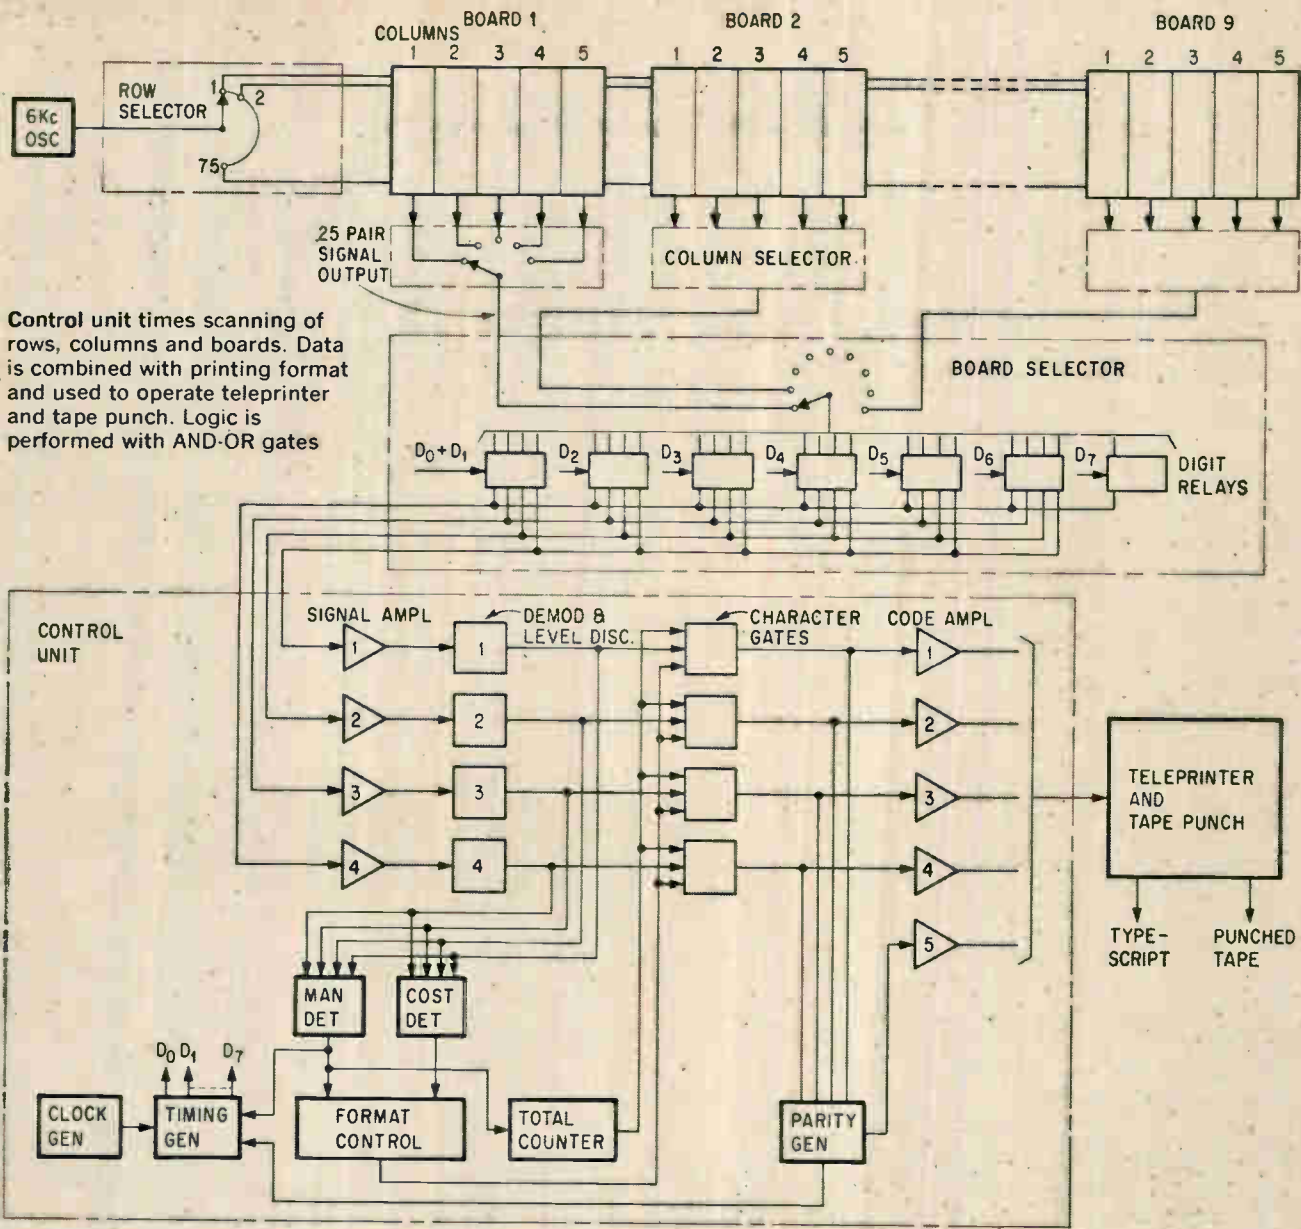 BOARD 1
BOARD 2
BOARD 9
COLUMNS
1 2 3 4 5
1 2 3 4 5
1 2 3 4 5
6Kc
OSC
ROW
SELECTOR
1
2
75
25 PAIR
SIGNAL
OUTPUT
COLUMN SELECTOR
Control unit times scanning of
rows, columns and boards. Data
is combined with printing format
and used to operate teleprinter
and tape punch. Logic is
performed with AND-OR gates
BOARD SELECTOR
D0 + D1
D2
D3
D4
D5
D6
D7
DIGIT
RELAYS
CONTROL
UNIT
SIGNAL AMPL
DEMOD &
LEVEL DISC.
CHARACTER
GATES
CODE AMPL
1
1
1
2
2
2
3
3
3
4
4
4
5
TELEPRINTER
AND
TAPE PUNCH
TYPE-
SCRIPT
PUNCHED
TAPE
MAN
DET
COST
DET
D0 D1 D7
CLOCK
GEN
TIMING
GEN
FORMAT
CONTROL
TOTAL
COUNTER
PARITY
GEN